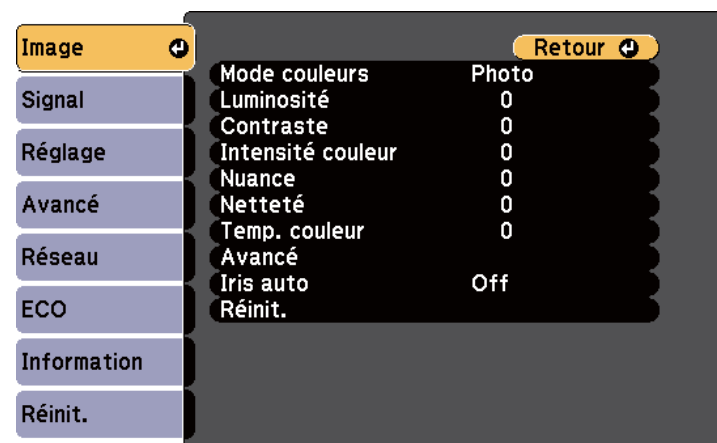 Image
Signal
Réglage
Avancé
Réseau
ECO
Information
Réinit.
Retour
Mode couleurs Photo
Luminosité 0
Contraste 0
Intensité couleur 0
Nuance 0
Netteté 0
Temp. couleur 0
Avancé
Iris auto Off
Réinit.